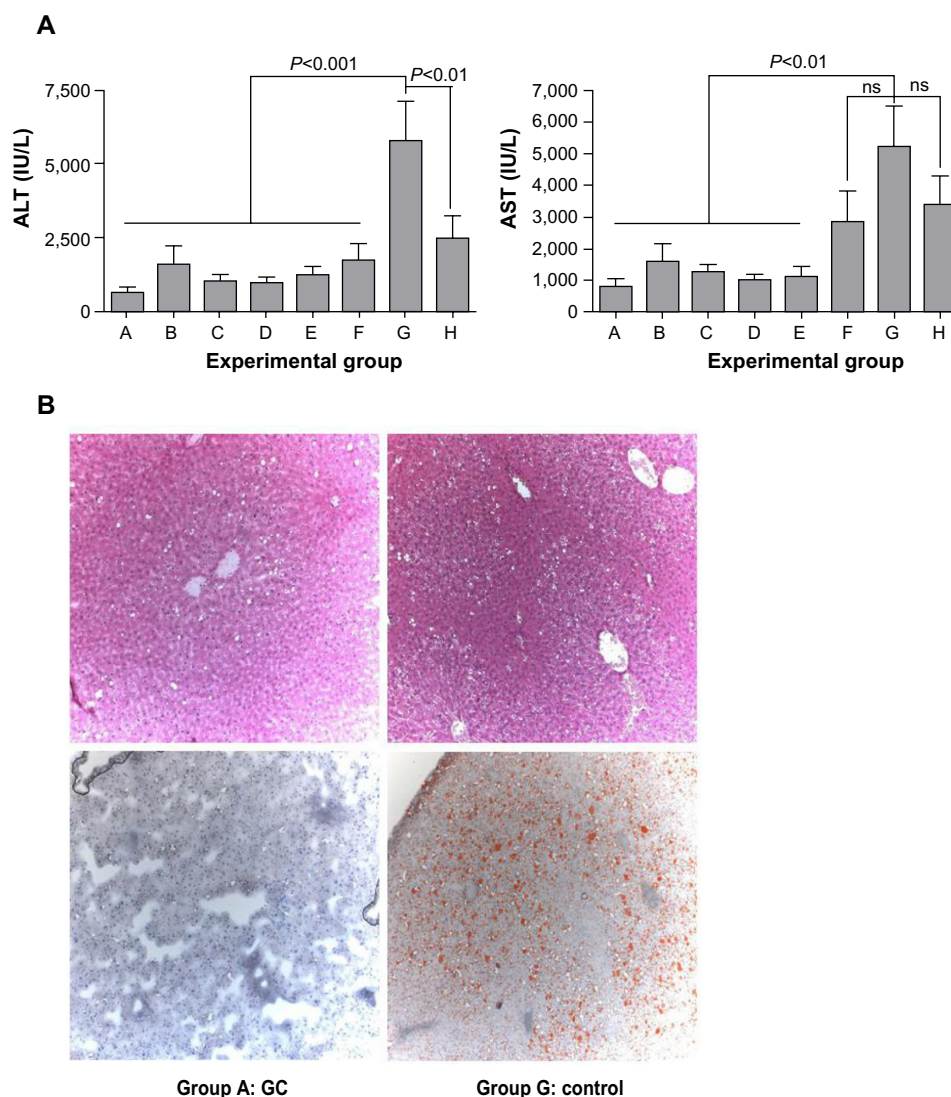 A
P<0.001
P<0.01
7,500
5,000
2,500
0
ALT (IU/L)
A B C D E F G H
Experimental group
P<0.01
ns
ns
7,000
6,000
5,000
4,000
3,000
2,000
1,000
0
AST (IU/L)
A B C D E F G H
Experimental group
B
Group A: GC
Group G: control